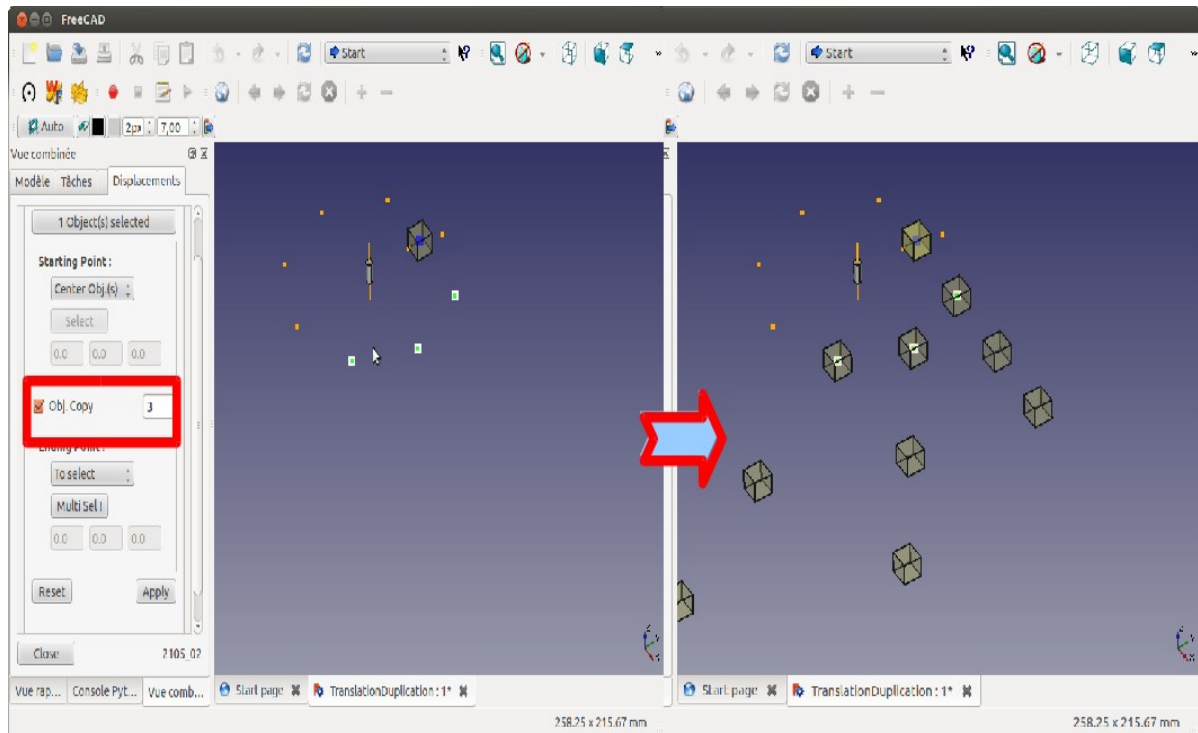 FreeCAD
Start
Start
Auto
2px
7,00
Vue combinée
Modèle Tâches Displacements
1 Object(s) selected
Starting Point :
Center Obj.(s)
Select
0.0 0.0 0.0
Obj. Copy 3
Ending Point :
To select
Multi Sel !
0.0 0.0 0.0
Reset Apply
Close 2105_02
Vue rap... Console Pyt... Vue comb...
Start page TranslationDuplication : 1*
Start page TranslationDuplication : 1*
258.25 x 215.67 mm
258.25 x 215.67 mm